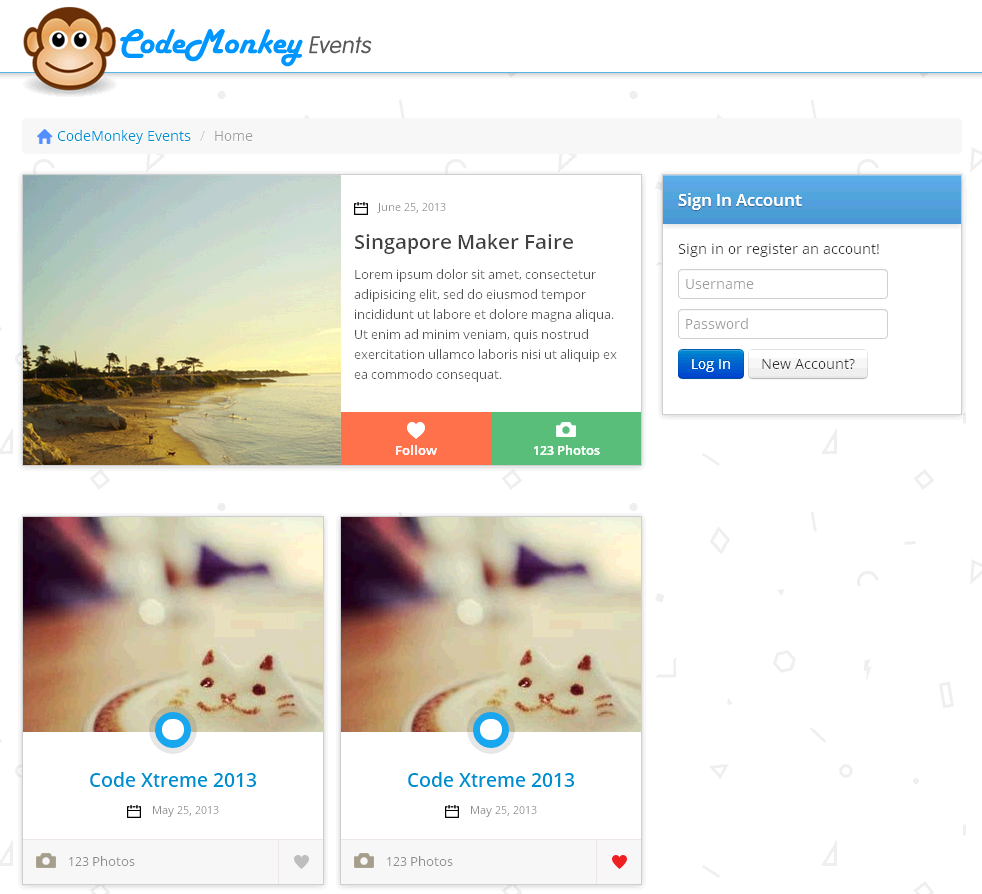 CodeMonkey Events
CodeMonkey Events / Home
June 25, 2013
Singapore Maker Faire
Lorem ipsum dolor sit amet, consectetur
adipisicing elit, sed do eiusmod tempor
incididunt ut labore et dolore magna aliqua.
Ut enim ad minim veniam, quis nostrud
exercitation ullamco laboris nisi ut aliquip ex
ea commodo consequat.
Follow
123 Photos
Sign In Account
Sign in or register an account!
Username
Password
Log In
New Account?
Code Xtreme 2013
May 25, 2013
123 Photos
Code Xtreme 2013
May 25, 2013
123 Photos